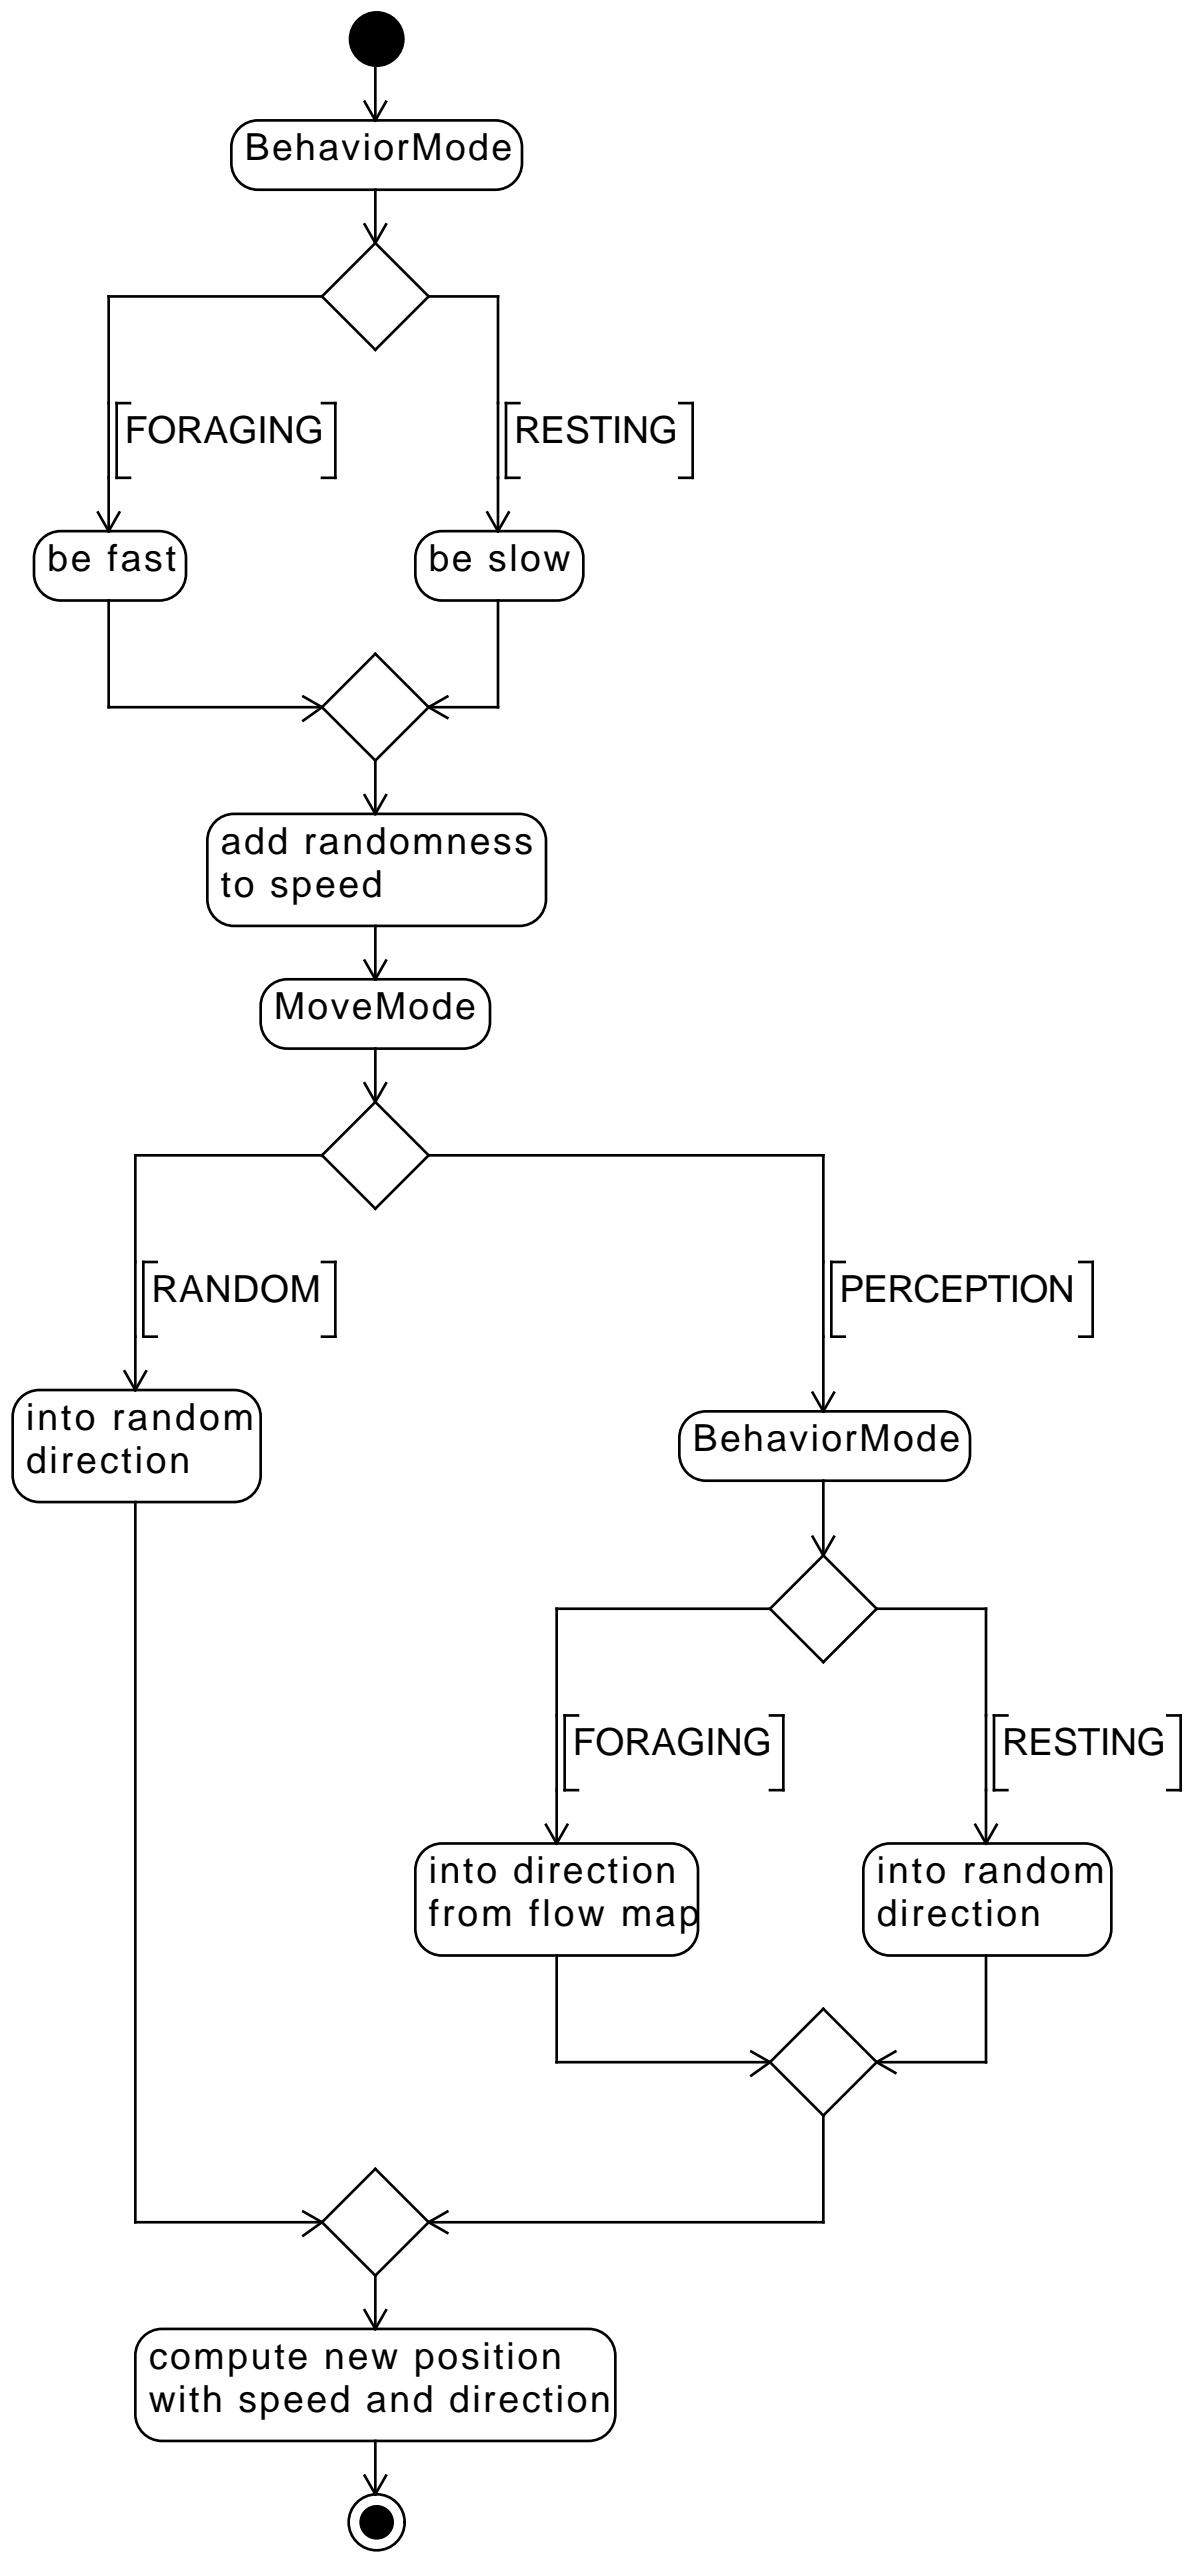 BehaviorMode
[FORAGING]
[RESTING]
be fast
be slow
add randomness
to speed
MoveMode
[RANDOM]
[PERCEPTION]
into random
direction
BehaviorMode
[FORAGING]
[RESTING]
into direction
from flow map
into random
direction
compute new position
with speed and direction